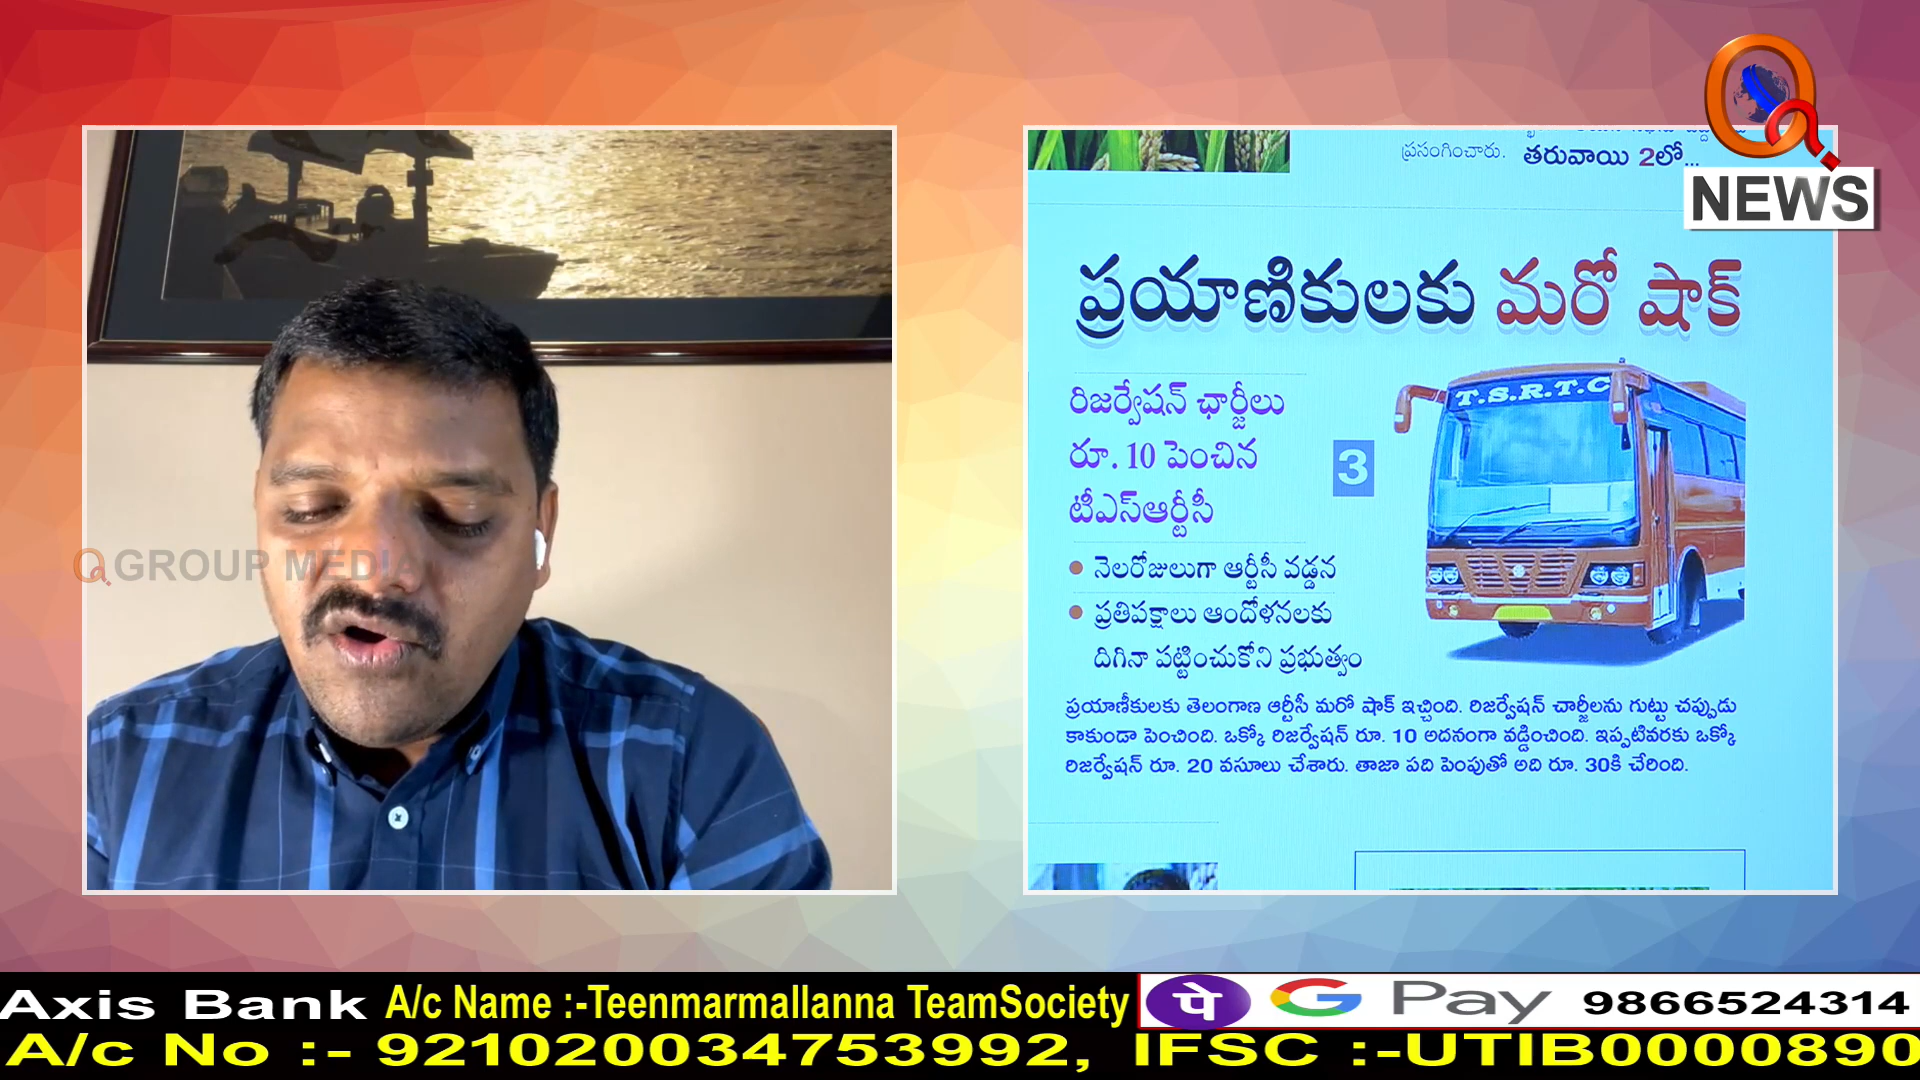 ప్రసంగించారు.
తరువాయి 2లో...
NEWS
ప్రయాణికులకు మరో షాక్
రిజర్వేషన్ ఛార్జీలు
రూ. 10 పెంచిన
టీఎస్ఆర్టీసీ
3
T.S.R.T.C
• నెలరోజులుగా ఆర్టీసీ వడ్డన
• ప్రతిపక్షాలు ఆందోళనలకు
దిగినా పట్టించుకోని ప్రభుత్వం
ప్రయాణీకులకు తెలంగాణ ఆర్టీసీ మరో షాక్ ఇచ్చింది. రిజర్వేషన్ చార్జీలను గుట్టు చప్పుడు
కాకుండా పెంచింది. ఒక్కో రిజర్వేషన్ రూ. 10 అదనంగా వడ్డించింది. ఇప్పటివరకు ఒక్కో
రిజర్వేషన్ రూ. 20 వసూలు చేశారు. తాజా పది పెంపుతో అది రూ. 30కి చేరింది.
Q GROUP MEDIA
Axis Bank A/c Name :-Teenmarmallanna TeamSociety
पे G Pay 9866524314
A/c No :- 921020034753992, IFSC :-UTIB0000890